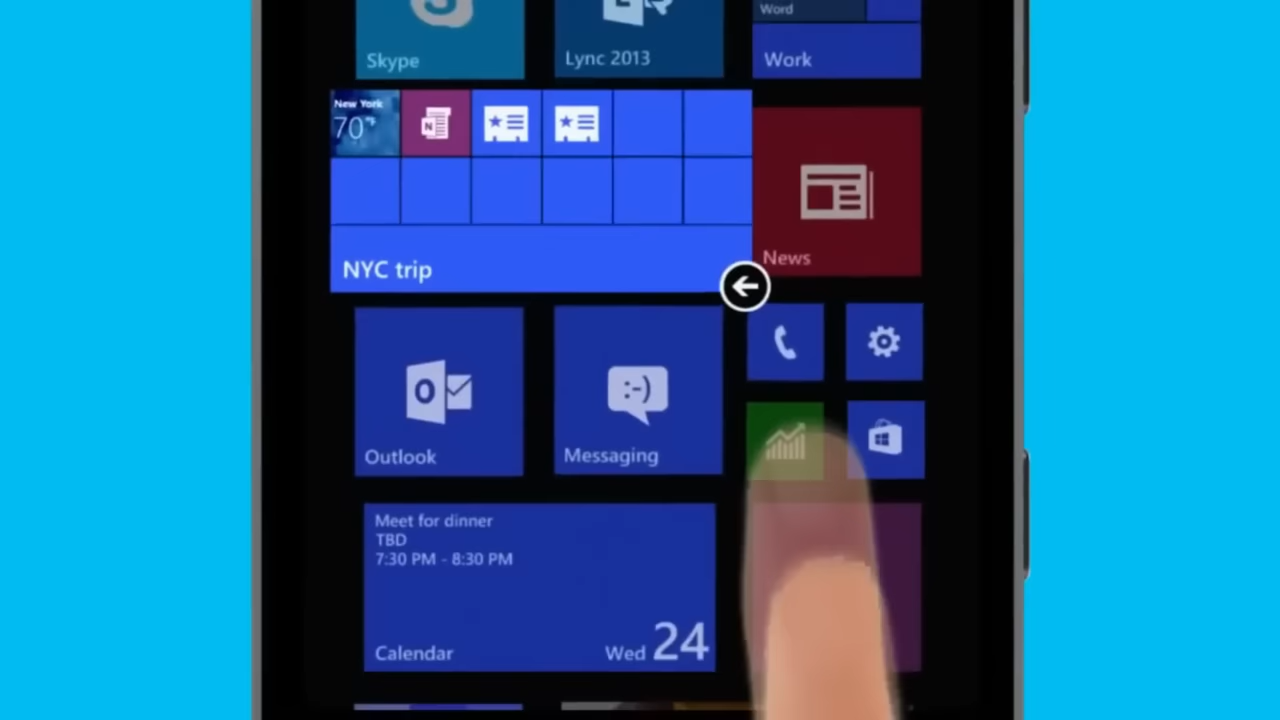 Word
Skype
Lync 2013
Work
New York
70°F
N
News
NYC trip
O
:-)
Outlook
Messaging
Meet for dinner
TBD
7:30 PM - 8:30 PM
Calendar
Wed 24